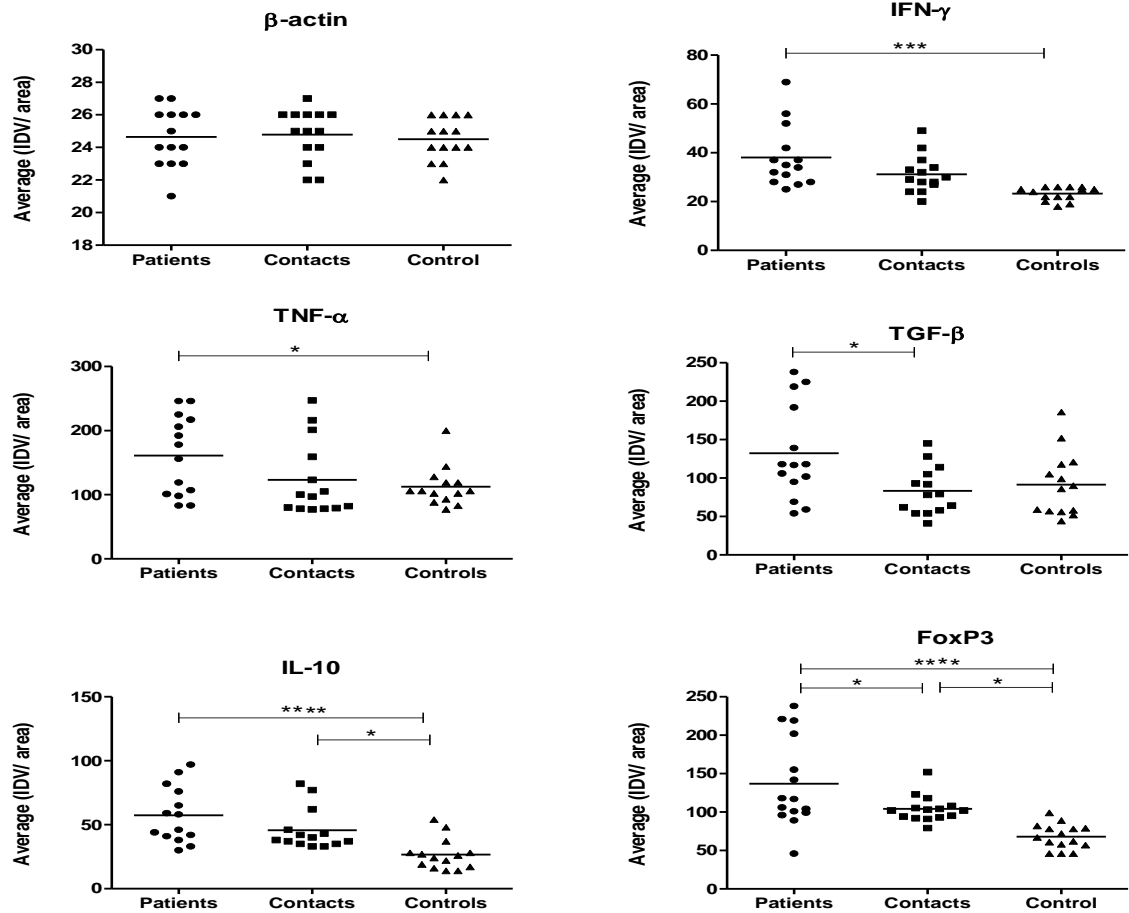 β-actin
Average (IDV/ area)
30
28
26
24
22
20
18
Patients
Contacts
Control
IFN-γ
***
Average (IDV/ area)
80
60
40
20
0
Patients
Contacts
Controls
TNF-α
*
Average (IDV/ area)
300
200
100
0
Patients
Contacts
Controls
TGF-β
*
Average (IDV/ area)
250
200
150
100
50
0
Patients
Contacts
Controls
IL-10
****
*
Average (IDV/ area)
150
100
50
0
Patients
Contacts
Controls
FoxP3
****
*
*
Average (IDV/ area)
250
200
150
100
50
0
Patients
Contacts
Control